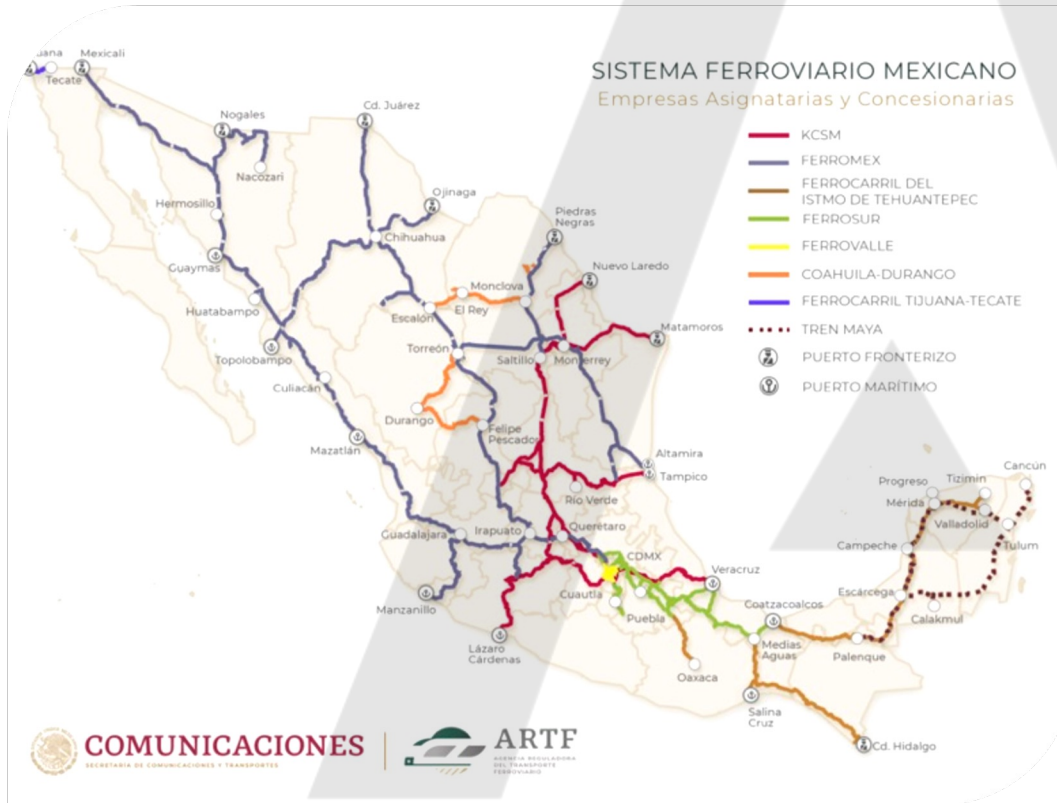 Mexicali
Tecate
Nogales
Cd. Juárez
Nacozari
Hermosillo
Ojinaga
Chihuahua
Guaymas
Piedras
Negras
Nuevo Laredo
Monclova
El Rey
Escalón
Huatabampo
Matamoros
Topolobampo
Torreón
Saltillo
Monterrey
Culiacán
Durango
Felipe
Pescador
Mazatlán
Altamira
Tampico
Río Verde
Guadalajara
Irapuato
Querétaro
CDMX
Veracruz
Manzanillo
Cuautla
Puebla
Coatzacoalcos
Lázaro
Cárdenas
Medias
Aguas
Oaxaca
Palenque
Salina
Cruz
Cd. Hidalgo
Cancún
Progreso
Tizimin
Mérida
Valladolid
Tulum
Campeche
Escárcega
Calakmul
SISTEMA FERROVIARIO MEXICANO
Empresas Asignatarias y Concesionarias
KCSM
FERROMEX
FERROCARRIL DEL
ISTMO DE TEHUANTEPEC
FERROSUR
FERROVALLE
COAHUILA-DURANGO
FERROCARRIL TIJUANA-TECATE
TREN MAYA
PUERTO FRONTERIZO
PUERTO MARÍTIMO
COMUNICACIONES
SECRETARÍA DE COMUNICACIONES Y TRANSPORTES
ARTF
AGENCIA REGULADORA
DEL TRANSPORTE
FERROVIARIO